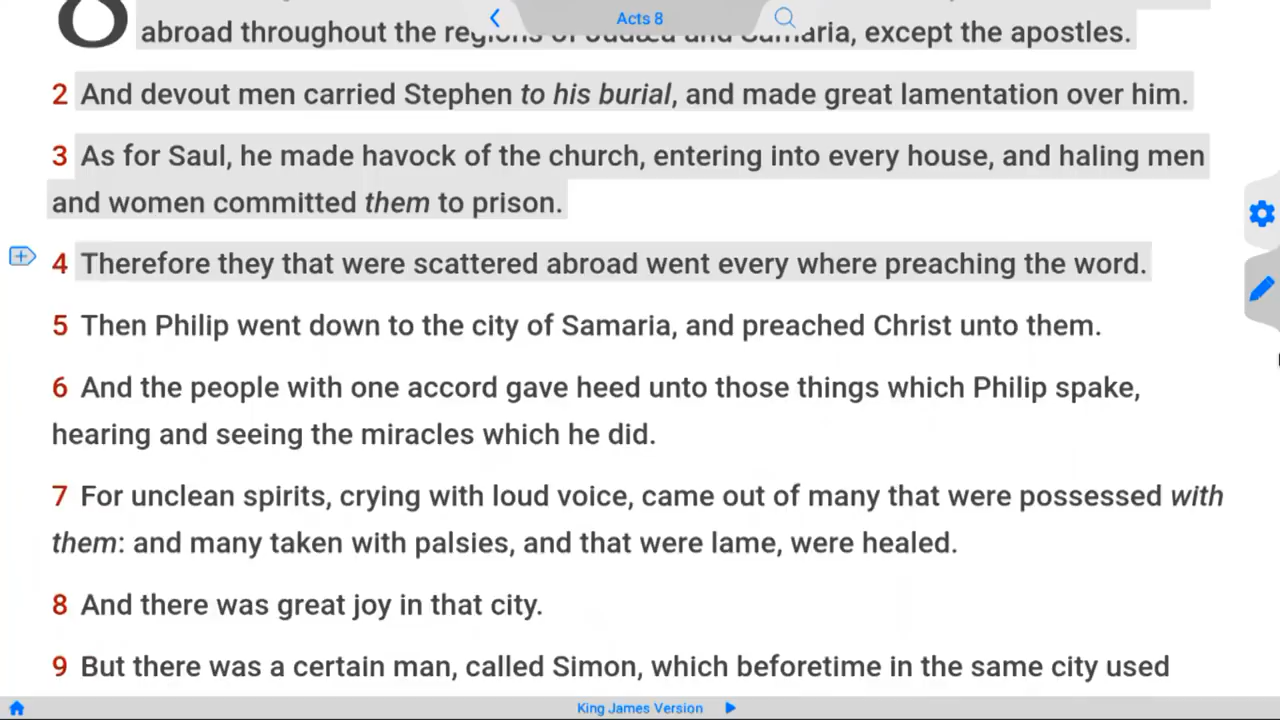 Acts 8
8
abroad throughout the regions of Judæa and Samaria, except the apostles.
2 And devout men carried Stephen to his burial, and made great lamentation over him.
3 As for Saul, he made havock of the church, entering into every house, and haling men
and women committed them to prison.
4 Therefore they that were scattered abroad went every where preaching the word.
5 Then Philip went down to the city of Samaria, and preached Christ unto them.
6 And the people with one accord gave heed unto those things which Philip spake,
hearing and seeing the miracles which he did.
7 For unclean spirits, crying with loud voice, came out of many that were possessed with
them: and many taken with palsies, and that were lame, were healed.
8 And there was great joy in that city.
9 But there was a certain man, called Simon, which beforetime in the same city used
King James Version